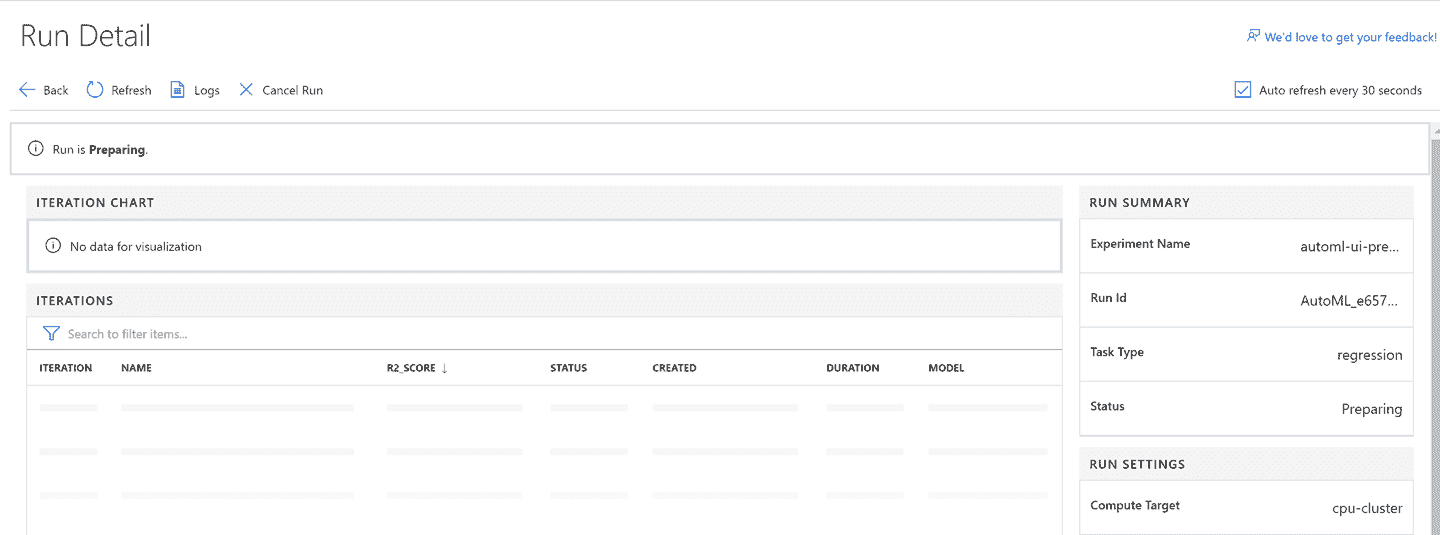 Run Detail
We'd love to get your feedback!
Back Refresh Logs Cancel Run
Auto refresh every 30 seconds
Run is Preparing.
ITERATION CHART
No data for visualization
ITERATIONS
Search to filter items...
ITERATION NAME R2_SCORE ↓ STATUS CREATED DURATION MODEL
RUN SUMMARY
Experiment Name automl-ui-pre...
Run Id AutoML_e657...
Task Type regression
Status Preparing
RUN SETTINGS
Compute Target cpu-cluster